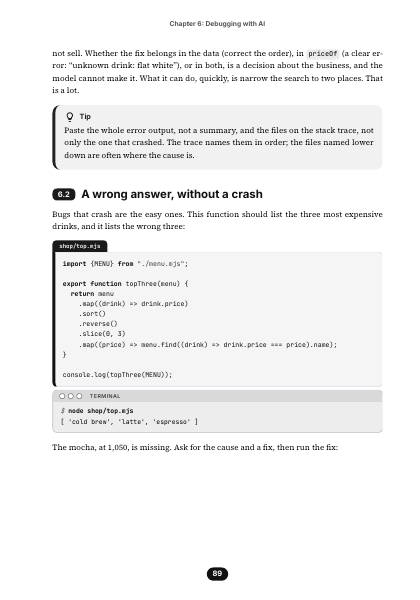 Chapter 6: Debugging with AI
not sell. Whether the fix belongs in the data (correct the order), in priceOf (a clear er-
ror: “unknown drink: flat white”), or in both, is a decision about the business, and the
model cannot make it. What it can do, quickly, is narrow the search to two places. That
is a lot.
Tip
Paste the whole error output, not a summary, and the files on the stack trace, not
only the one that crashed. The trace names them in order; the files named lower
down are often where the cause is.
6.2 A wrong answer, without a crash
Bugs that crash are the easy ones. This function should list the three most expensive
drinks, and it lists the wrong three:
shop/top.mjs
import {MENU} from "./menu.mjs";
export function topThree(menu) {
  return menu
    .map((drink) => drink.price)
    .sort()
    .reverse()
    .slice(0, 3)
    .map((price) => menu.find((drink) => drink.price === price).name);
}
console.log(topThree(MENU));
TERMINAL
# node shop/top.mjs
[ 'cold brew', 'latte', 'espresso' ]
The mocha, at 1,050, is missing. Ask for the cause and a fix, then run the fix:
89